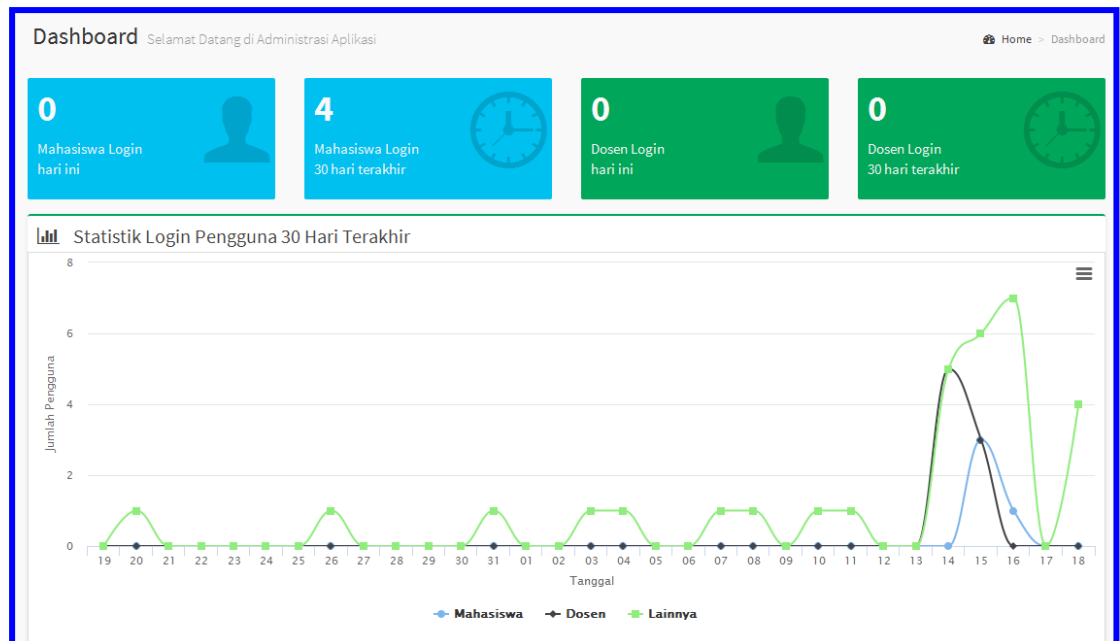 Dashboard Selamat Datang di Administrasi Aplikasi
Home > Dashboard
0
Mahasiswa Login
hari ini
4
Mahasiswa Login
30 hari terakhir
0
Dosen Login
hari ini
0
Dosen Login
30 hari terakhir
Statistik Login Pengguna 30 Hari Terakhir
8
6
4
2
0
Jumlah Pengguna
19 20 21 22 23 24 25 26 27 28 29 30 31 01 02 03 04 05 06 07 08 09 10 11 12 13 14 15 16 17 18
Tanggal
Mahasiswa Dosen Lainnya